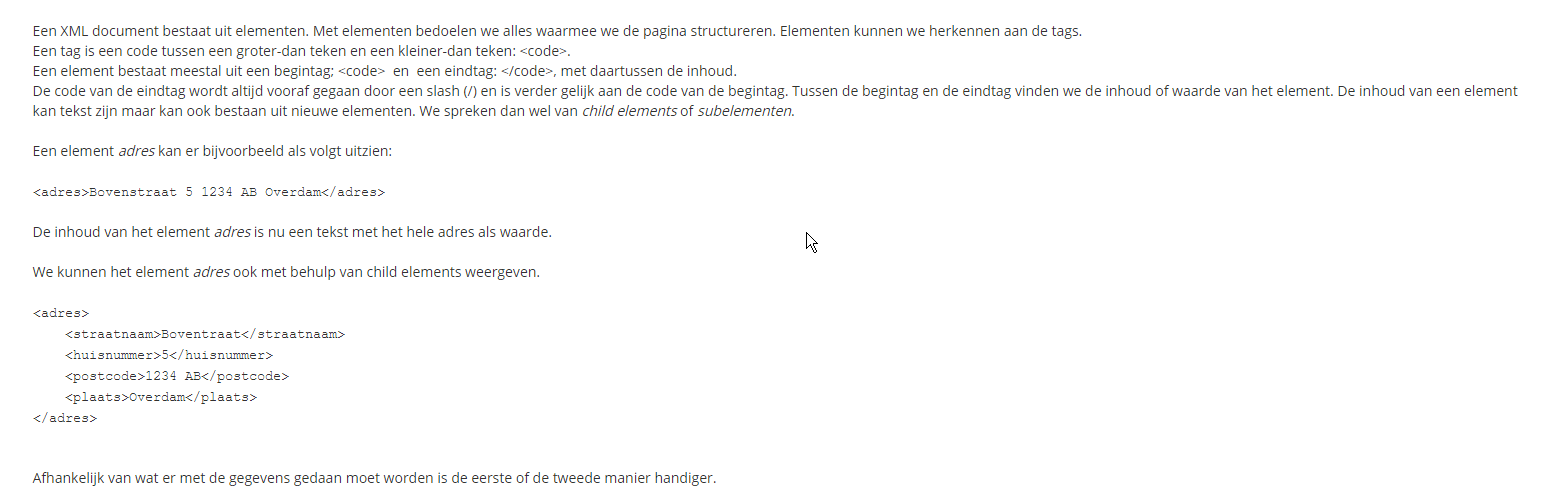 Een XML document bestaat uit elementen. Met elementen bedoelen we alles waarmee we de pagina structureren. Elementen kunnen we herkennen aan de tags.
Een tag is een code tussen een groter-dan teken en een kleiner-dan teken: <code>.
Een element bestaat meestal uit een begintag; <code>  en  een eindtag: </code>, met daartussen de inhoud.
De code van de eindtag wordt altijd vooraf gegaan door een slash (/) en is verder gelijk aan de code van de begintag. Tussen de begintag en de eindtag vinden we de inhoud of waarde van het element. De inhoud van een element
kan tekst zijn maar kan ook bestaan uit nieuwe elementen. We spreken dan wel van child elements of subelementen.
Een element adres kan er bijvoorbeeld als volgt uitzien:
<adres>Bovenstraat 5 1234 AB Overdam</adres>
De inhoud van het element adres is nu een tekst met het hele adres als waarde.
We kunnen het element adres ook met behulp van child elements weergeven.
<adres>
    <straatnaam>Boventraat</straatnaam>
    <huisnummer>5</huisnummer>
    <postcode>1234 AB</postcode>
    <plaats>Overdam</plaats>
</adres>
Afhankelijk van wat er met de gegevens gedaan moet worden is de eerste of de tweede manier handiger.